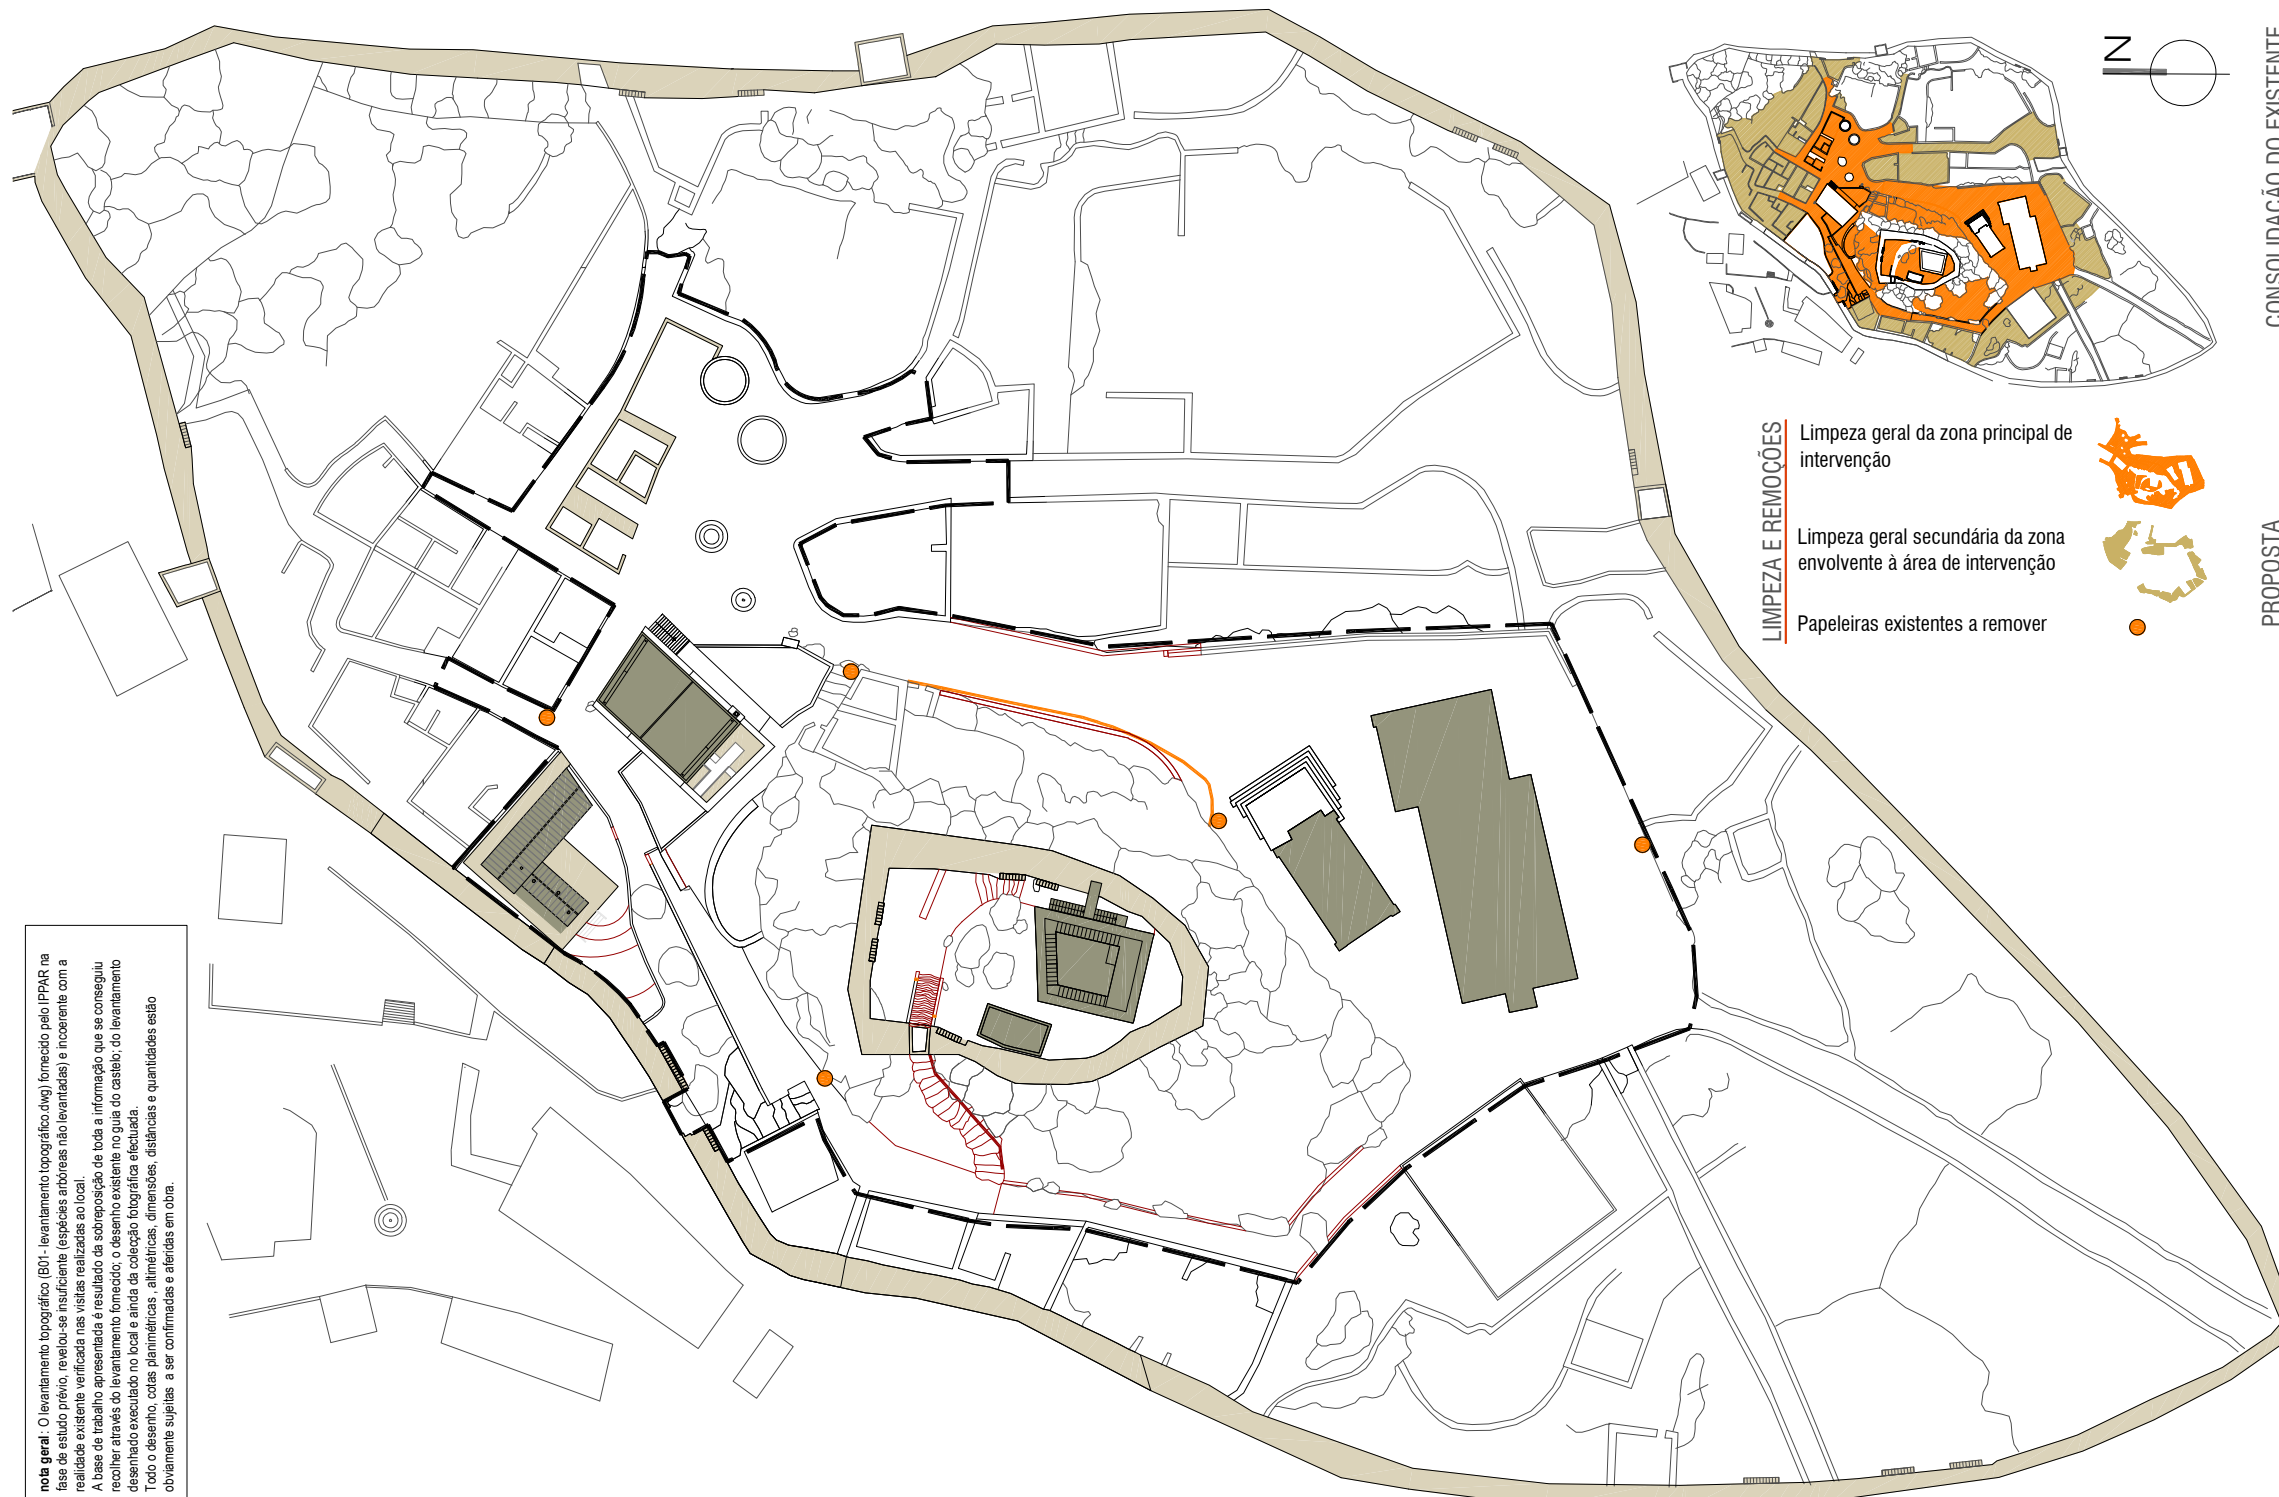 N
CONSOLIDAÇÃO DO EXISTENTE
LIMPEZA E REMOÇÕES
Limpeza geral da zona principal de
intervenção
Limpeza geral secundária da zona
envolvente à área de intervenção
Papeleiras existentes a remover
PROPOSTA
nota geral: O levantamento topográfico (B01- levantamento topográfico.dwg) fornecido pelo IPPAR na
fase de estudo prévio, revelou-se insuficiente (espécies arbóreas não levantadas) e incoerente com a
realidade existente verificada nas visitas realizadas ao local.
A base de trabalho apresentada é resultado da sobreposição de toda a informação que se conseguiu
recolher através do levantamento fornecido; o desenho existente no guia do castelo; do levantamento
desenhado executado no local e ainda da colecção fotográfica efectuada.
Todo o desenho, cotas planimétricas , altimétricas, dimensões, distâncias e quantidades estão
obviamente sujeitas a ser confirmadas e aferidas em obra.